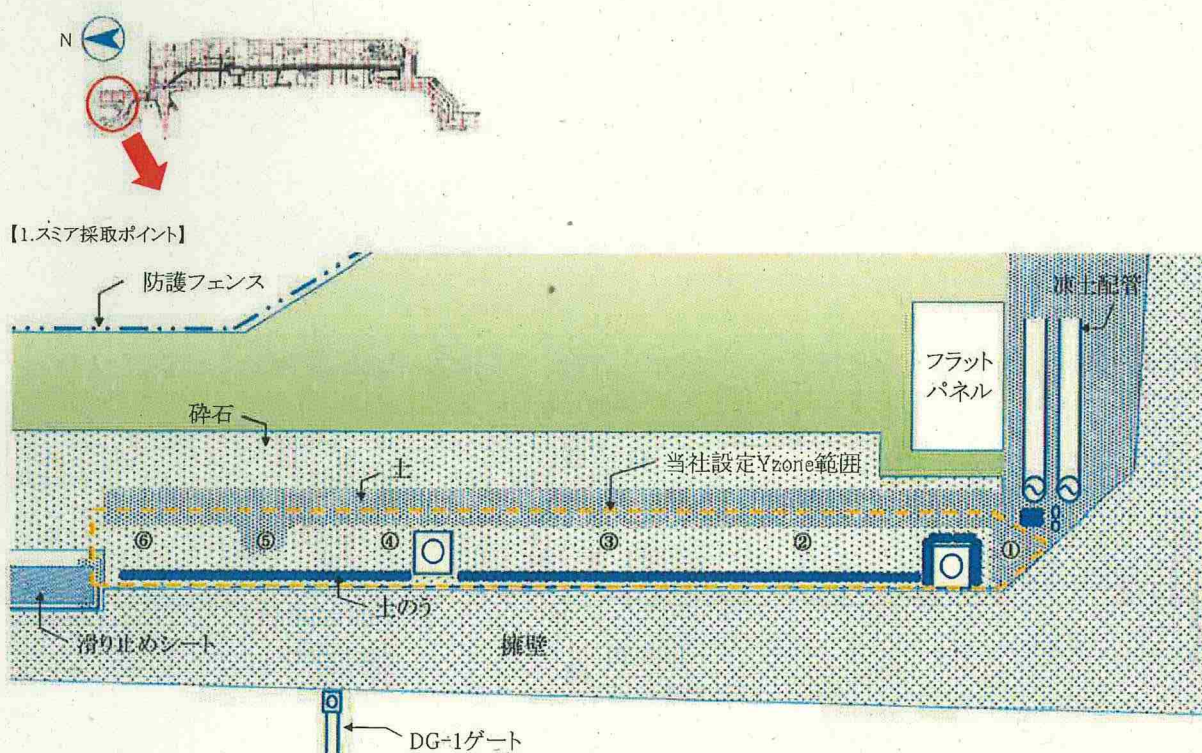 N
【1.スミア採取ポイント】
防護フェンス
凍土配管
フラット
パネル
砕石
土
当社設定Yzone範囲
⑥
⑤
④
③
②
①
土のう
滑り止めシート
擁壁
DG-1ゲート